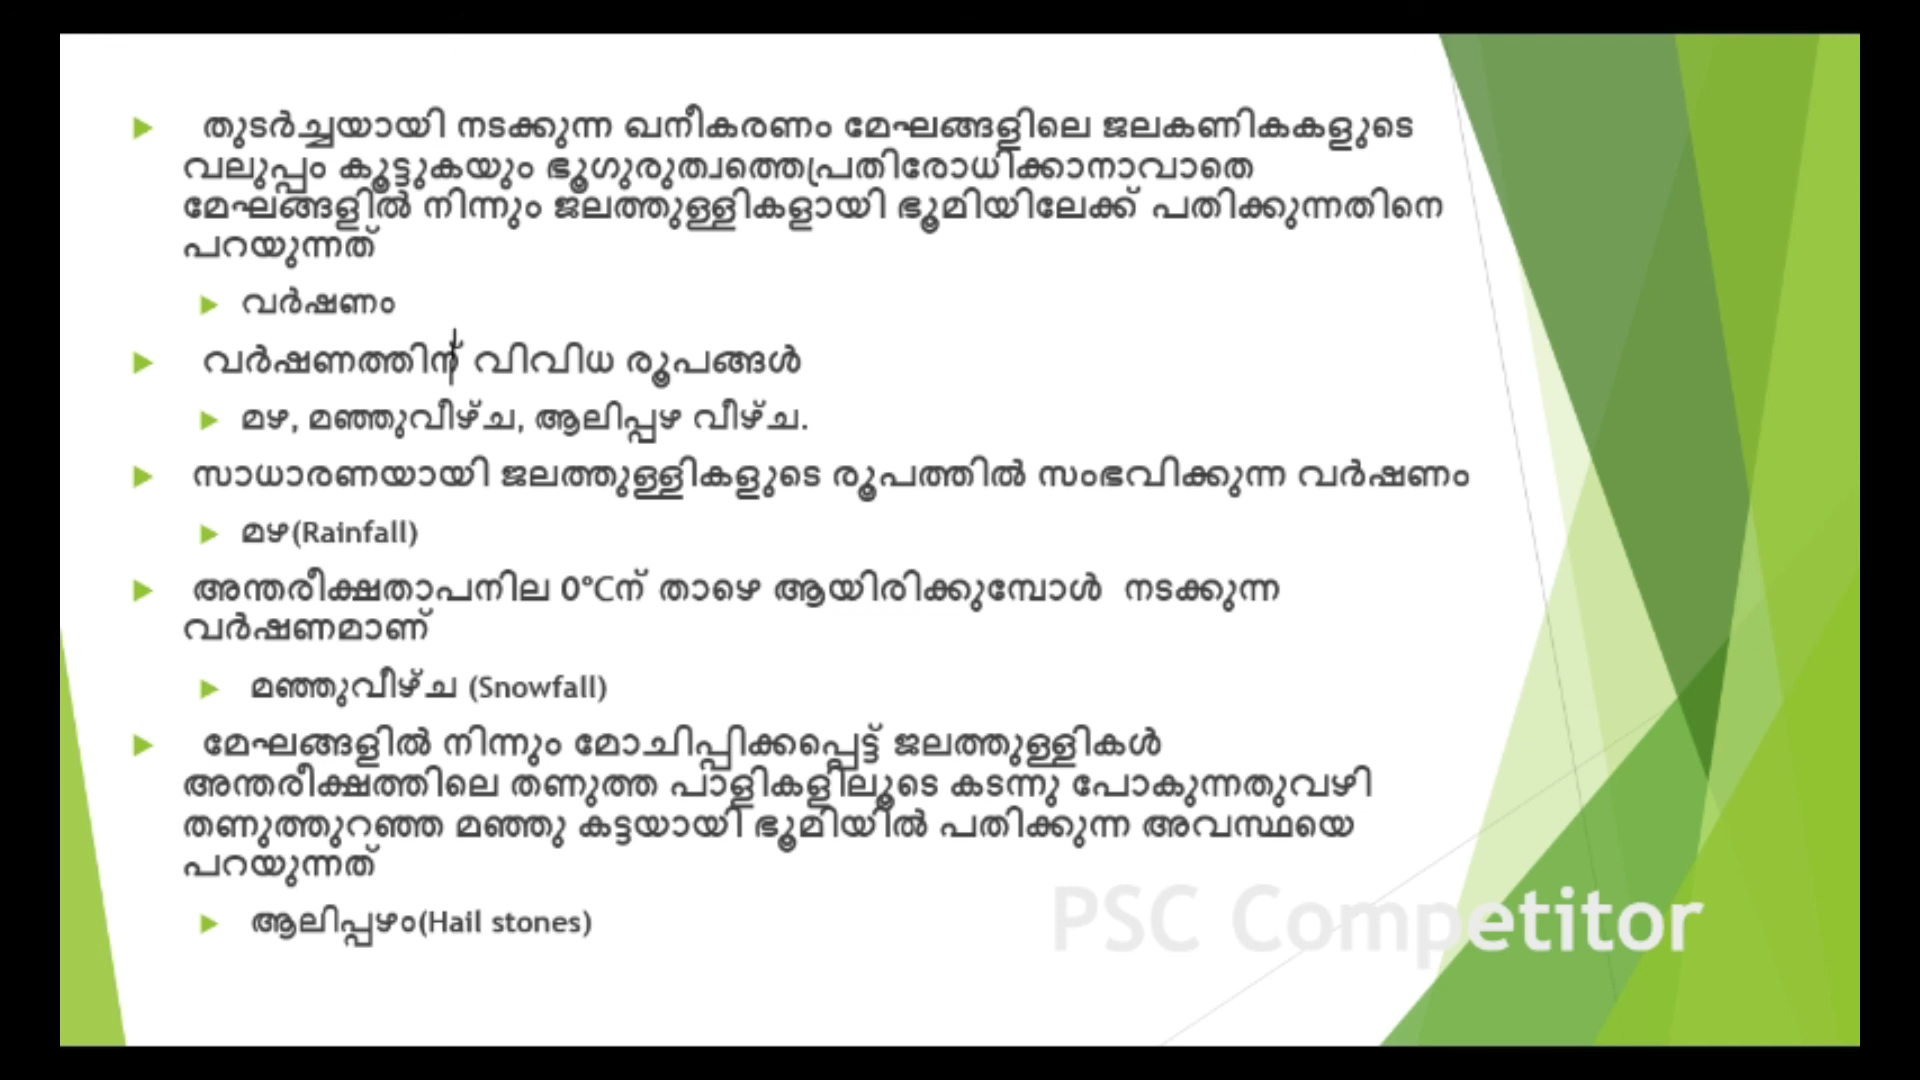 തുടർച്ചയായി നടക്കുന്ന ഖനീകരണം മേഘങ്ങളിലെ ജലകണികകളുടെ
വലുപ്പം കൂട്ടുകയും ഭൂഗുരുത്വത്തെപ്രതിരോധിക്കാനാവാതെ
മേഘങ്ങളിൽ നിന്നും ജലത്തുള്ളികളായി ഭൂമിയിലേക്ക് പതിക്കുന്നതിനെ
പറയുന്നത്
വർഷണം
വർഷണത്തിന് വിവിധ രൂപങ്ങൾ
മഴ, മഞ്ഞുവീഴ്ച, ആലിപ്പഴ വീഴ്ച.
സാധാരണയായി ജലത്തുള്ളികളുടെ രൂപത്തിൽ സംഭവിക്കുന്ന വർഷണം
മഴ(Rainfall)
അന്തരീക്ഷതാപനില 0°Cന് താഴെ ആയിരിക്കുമ്പോൾ നടക്കുന്ന
വർഷണമാണ്
മഞ്ഞുവീഴ്ച (Snowfall)
മേഘങ്ങളിൽ നിന്നും മോചിപ്പിക്കപ്പെട്ട് ജലത്തുള്ളികൾ
അന്തരീക്ഷത്തിലെ തണുത്ത പാളികളിലൂടെ കടന്നു പോകുന്നതുവഴി
തണുത്തുറഞ്ഞ മഞ്ഞു കട്ടയായി ഭൂമിയിൽ പതിക്കുന്ന അവസ്ഥയെ
പറയുന്നത്
ആലിപ്പഴം(Hail stones)
PSC Competitor